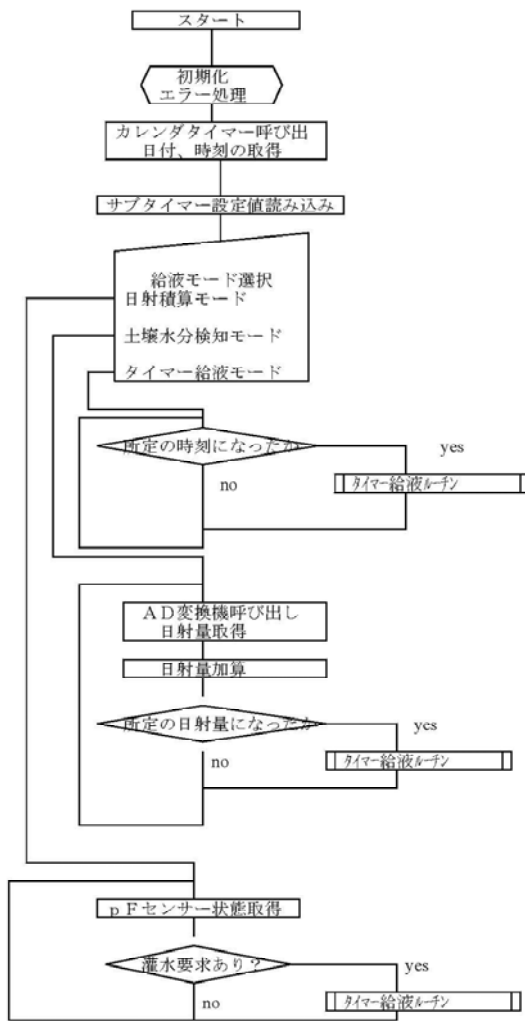 スタート
初期化
エラー処理
カレンダタイマー呼び出
日付、時刻の取得
サブタイマー設定値読み込み
給液モード選択
日射積算モード
土壌水分検知モード
タイマー給液モード
所定の時刻になったか
yes
no
タイマー給液ルーチン
AD変換機呼び出し
日射量取得
日射量加算
所定の日射量になったか
yes
no
タイマー給液ルーチン
pFセンサー状態取得
灌水要求あり?
yes
no
タイマー給液ルーチン